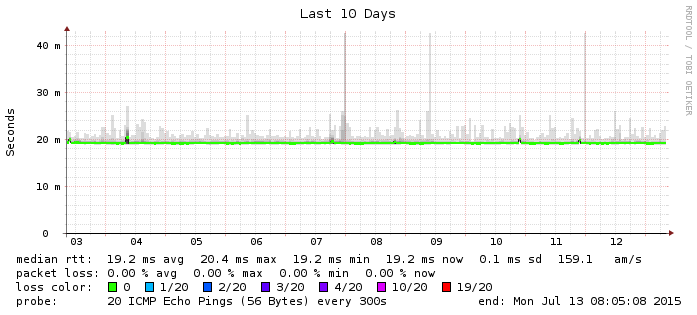 Last 10 Days
RRDTOOL / TOBI OETIKER
Seconds
40 m
30 m
20 m
10 m
0
03 04 06 07 08 09 10 11 12
median rtt: 19.2 ms avg 20.4 ms max 19.2 ms min 19.2 ms now 0.1 ms sd 159.1 am/s
packet loss: 0.00 % avg 0.00 % max 0.00 % min 0.00 % now
loss color: 0 1/20 2/20 3/20 4/20 10/20 19/20
probe: 20 ICMP Echo Pings (56 Bytes) every 300s end: Mon Jul 13 08:05:08 2015